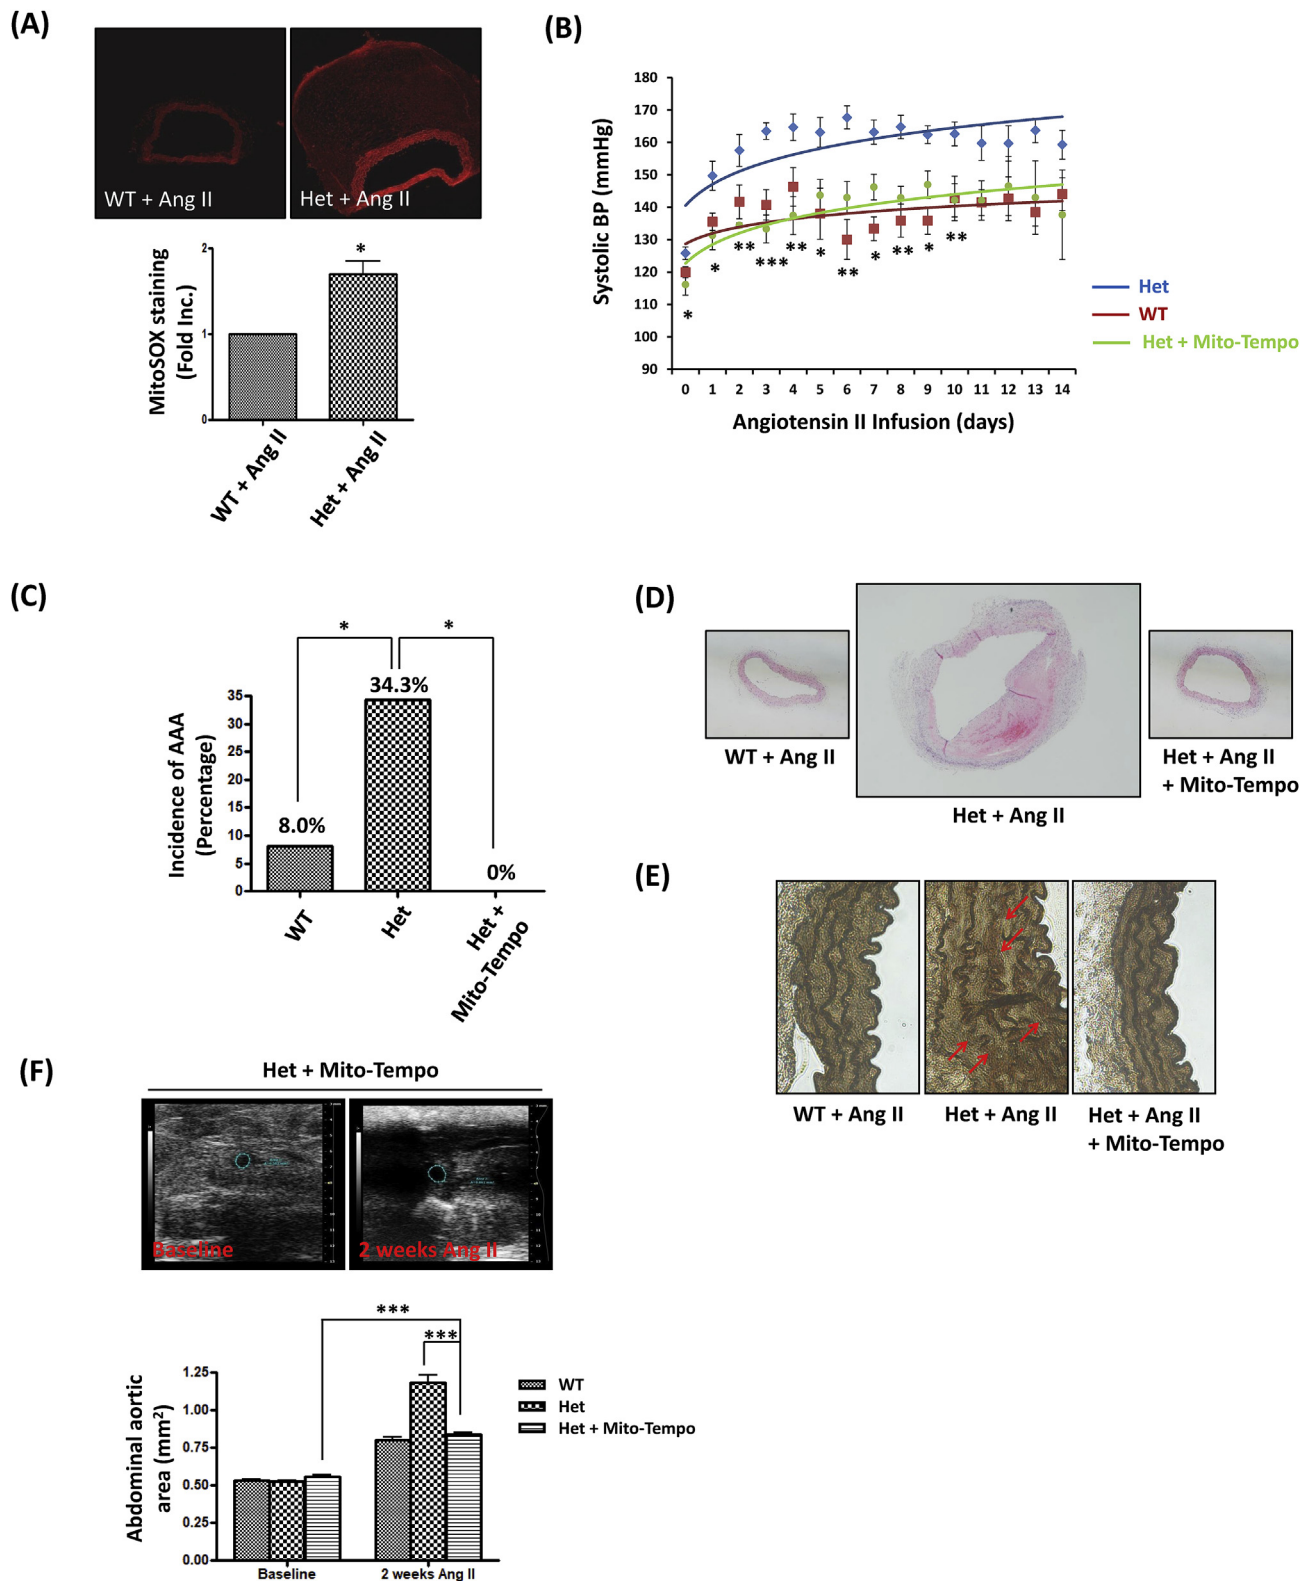 (A)
WT + Ang II
Het + Ang II
MitoSOX staining
(Fold Inc.)
2
1
0
*
WT + Ang II
Het + Ang II
(B)
Systolic BP (mmHg)
180
170
160
150
140
130
120
110
100
90
*
*
**
***
**
*
**
*
**
*
**
0 1 2 3 4 5 6 7 8 9 10 11 12 13 14
Angiotensin II Infusion (days)
Het
WT
Het + Mito-Tempo
(C)
Incidence of AAA
(Percentage)
35
30
25
20
15
10
5
0
* *
8.0%
34.3%
0%
WT
Het
Het +
Mito-Tempo
(D)
WT + Ang II
Het + Ang II
Het + Ang II
+ Mito-Tempo
(E)
WT + Ang II
Het + Ang II
Het + Ang II
+ Mito-Tempo
(F)
Het + Mito-Tempo
Baseline
2 weeks Ang II
***
***
Abdominal aortic
area (mm²)
1.25
1.00
0.75
0.50
0.25
0.00
Baseline
2 weeks Ang II
WT
Het
Het + Mito-Tempo